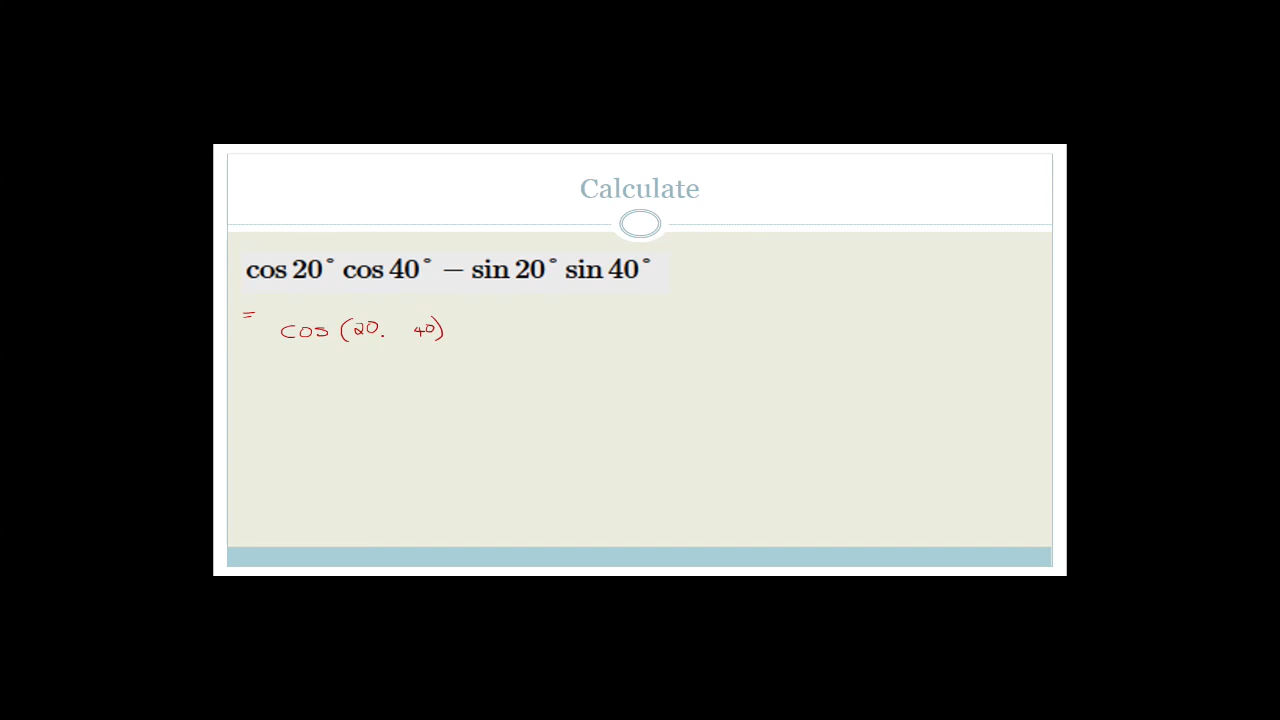 Calculate
cos 20° cos 40° − sin 20° sin 40°
=
cos (20. 40)